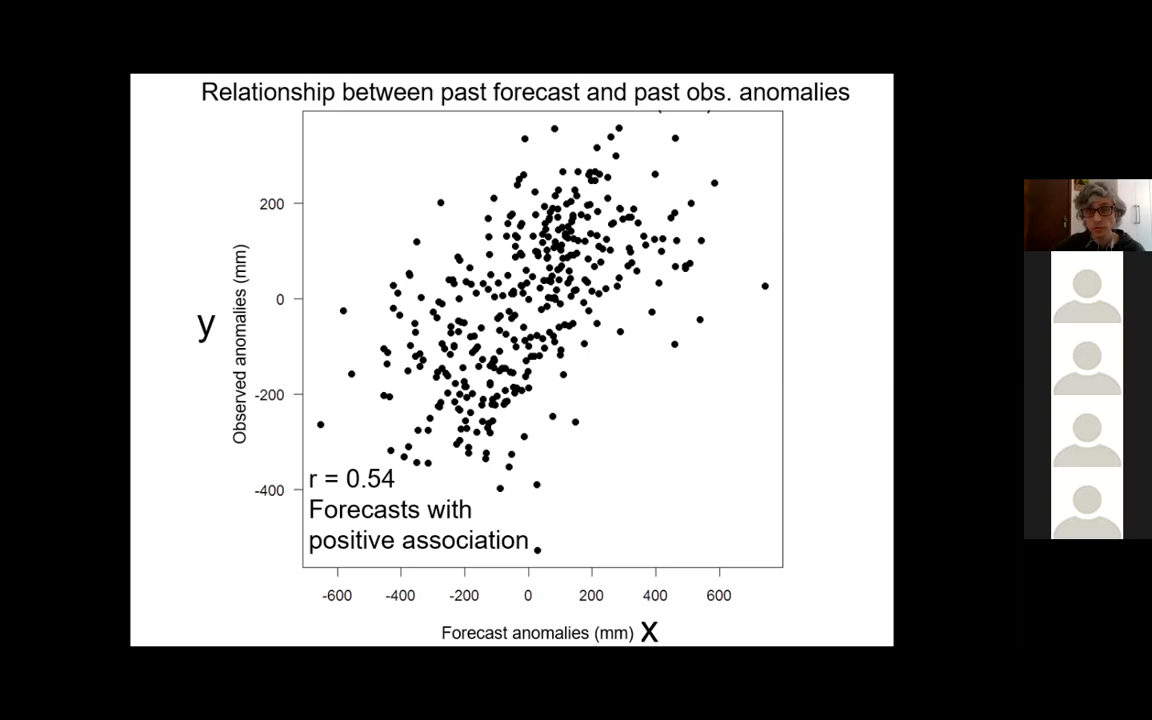 Relationship between past forecast and past obs. anomalies
200
0
-200
-400
y
Observed anomalies (mm)
r = 0.54
Forecasts with
positive association
-600 -400 -200 0 200 400 600
Forecast anomalies (mm) X